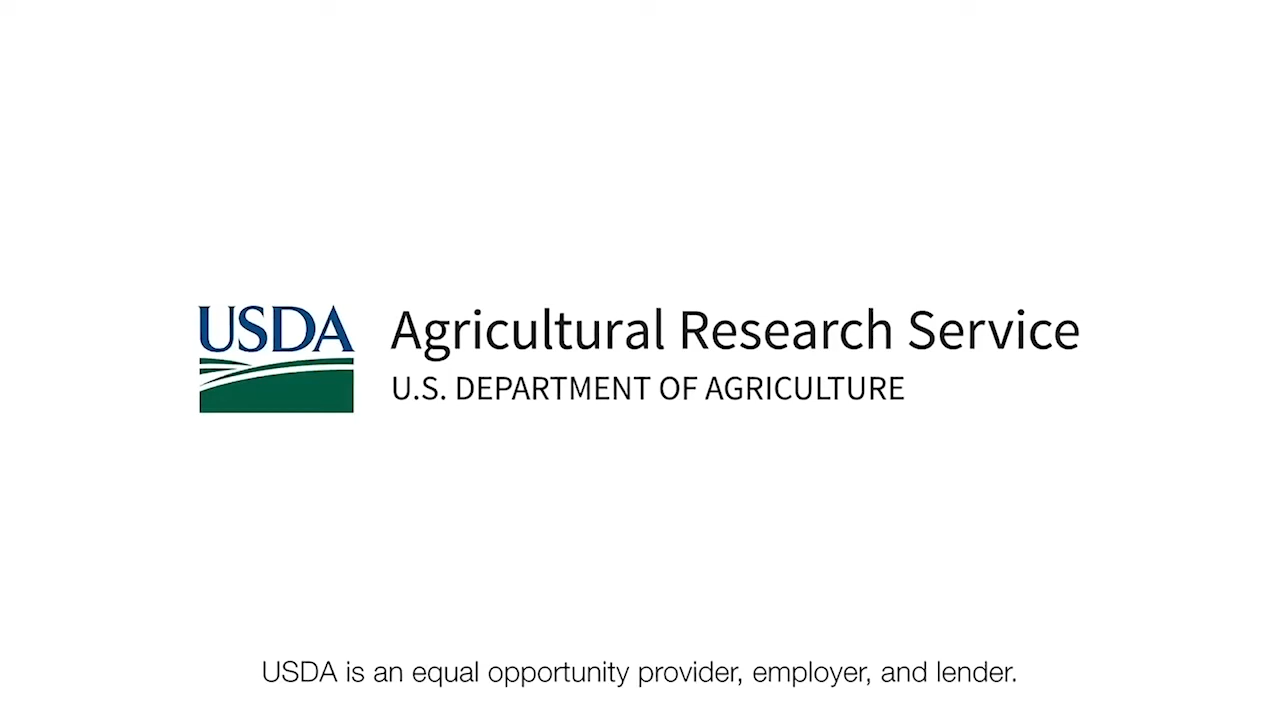 USDA
Agricultural Research Service
U.S. DEPARTMENT OF AGRICULTURE
USDA is an equal opportunity provider, employer, and lender.